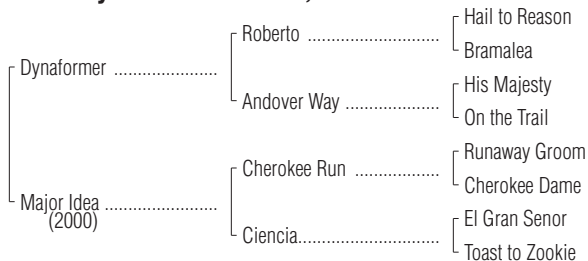 Hail to Reason
Roberto ..............................
Bramalea
Dynaformer .......................
His Majesty
Andover Way .....................
On the Trail
Runaway Groom
Cherokee Run ...................
Cherokee Dame
Major Idea .........................
(2000)
El Gran Senor
Ciencia................................
Toast to Zookie